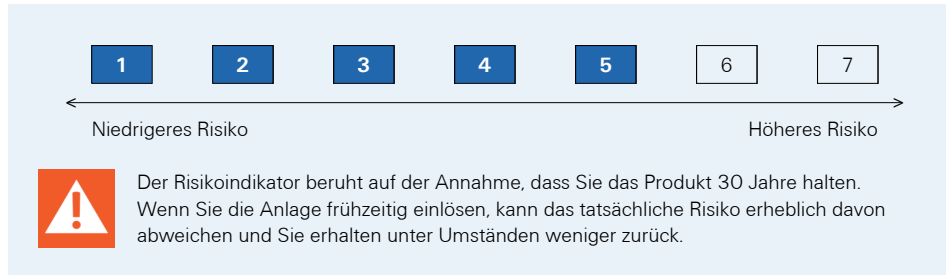 1 2 3 4 5 6 7
Niedrigeres Risiko Höheres Risiko
Der Risikoindikator beruht auf der Annahme, dass Sie das Produkt 30 Jahre halten.
Wenn Sie die Anlage frühzeitig einlösen, kann das tatsächliche Risiko erheblich davon
abweichen und Sie erhalten unter Umständen weniger zurück.